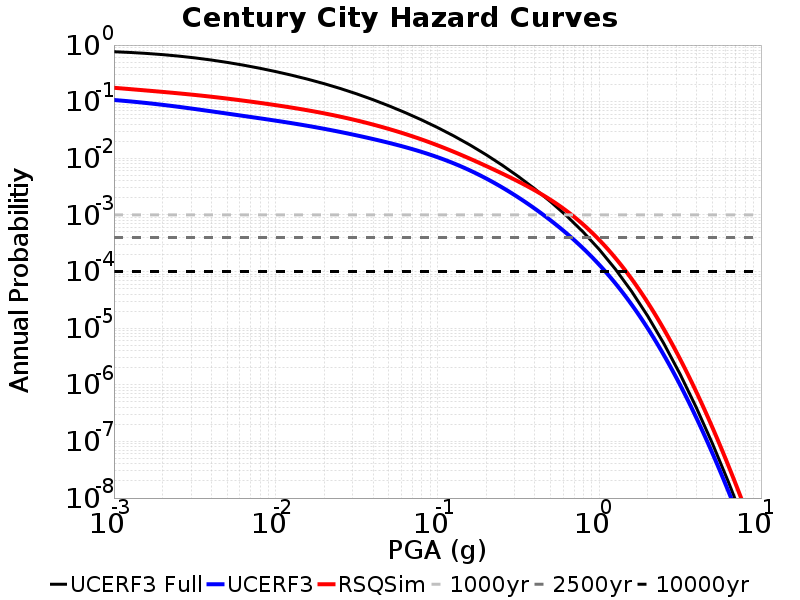 Century City Hazard Curves
10^0
10^-1
10^-2
10^-3
10^-4
10^-5
10^-6
10^-7
10^-8
Annual Probabilitiy
10^-3 10^-2 10^-1 10^0 10^1
PGA (g)
UCERF3 Full UCERF3 RSQSim 1000yr 2500yr 10000yr